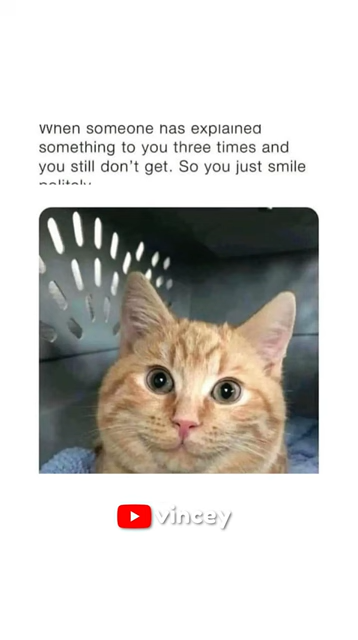 When someone has explained
something to you three times and
you still don't get. So you just smile
politely
vincey